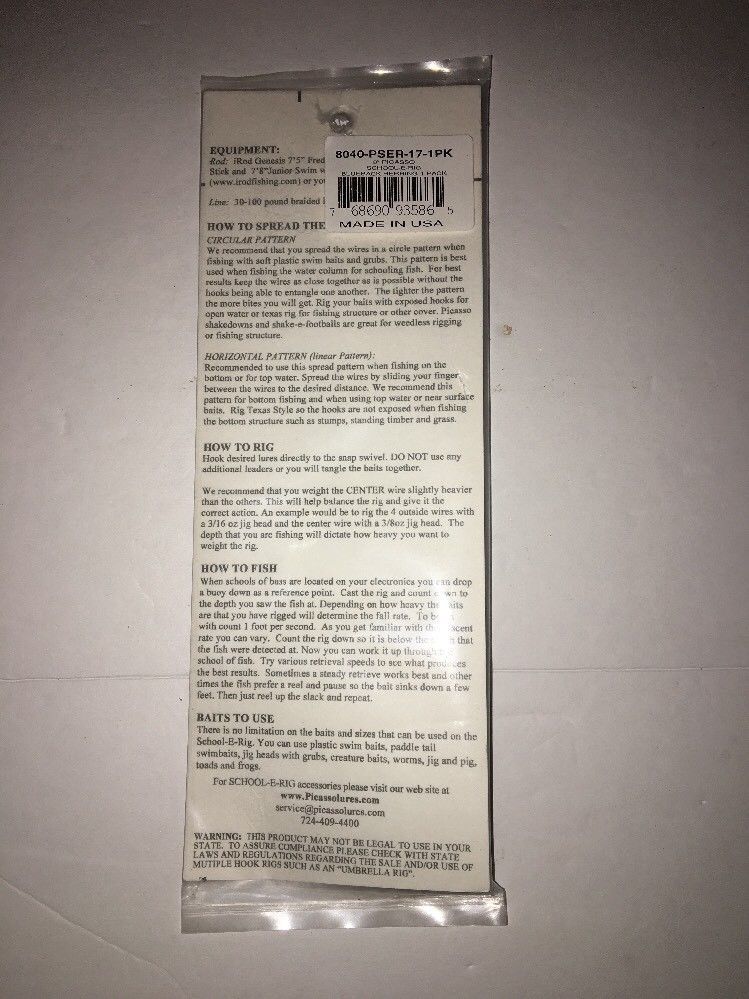 EQUIPMENT:
Rod: iRod Genesis 7'5" Fred
Stick and 7'8" Junior Swim
(www.irodfishing.com) or
Line: 30-100 pound braided
8040-PSER-17-1PK
PICASSO
SCHOOL-E-RIG
BLUEBACK HERRING 1 PACK
7 68690 93586 5
MADE IN USA
HOW TO SPREAD THE
CIRCULAR PATTERN
We recommend that you spread the wires in a circle pattern when
fishing with soft plastic swim baits and grubs. This pattern is best
used when fishing the water column for schooling fish. For best
results keep the wires as close together as is possible without the
hooks being able to entangle one another. The tighter the pattern
the more bites you will get. Rig your baits with exposed hooks for
open water or texas rig for fishing structure or other cover. Picasso
shakedowns and shake-e-footballs are great for weedless rigging
or fishing structure.
HORIZONTAL PATTERN (linear Pattern):
Recommended to use this spread pattern when fishing on the
bottom or for top water. Spread the wires by sliding your finger
between the wires to the desired distance. We recommend this
pattern for bottom fishing and when using top water or near surface
baits. Rig Texas Style so the hooks are not exposed when fishing
the bottom structure such as stumps, standing timber and grass.
HOW TO RIG
Hook desired lures directly to the snap swivel. DO NOT use any
additional leaders or you will tangle the baits together.
We recommend that you weight the CENTER wire slightly heavier
than the others. This will help balance the rig and give it the
correct action. An example would be to rig the 4 outside wires with
a 3/16 oz jig head and the center wire with a 3/8oz jig head. The
depth that you are fishing will dictate how heavy you want to
weight the rig.
HOW TO FISH
When schools of bass are located on your electronics you can drop
a buoy down as a reference point. Cast the rig and count down to
the depth you saw the fish at. Depending on how heavy the baits
are that you have rigged will determine the fall rate. To
with count 1 foot per second. As you get familiar with the
rate you can vary. Count the rig down so it is below the that
the fish were detected at. Now you can work it up through
school of fish. Try various retrieval speeds to see what produces
the best results. Sometimes a steady retrieve works best and other
times the fish prefer a reel and pause so the bait sinks down a few
feet. Then just reel up the slack and repeat.
BAITS TO USE
There is no limitation on the baits and sizes that can be used on the
School-E-Rig. You can use plastic swim baits, paddle tail
swimbaits, jig heads with grubs, creature baits, worms, jig and pig,
toads and frogs.
For SCHOOL-E-RIG accessories please visit our web site at
www.Picassolures.com
service@picassolures.com
724-409-4400
WARNING: THIS PRODUCT MAY NOT BE LEGAL TO USE IN YOUR
STATE. TO ASSURE COMPLIANCE PLEASE CHECK WITH STATE
LAWS AND REGULATIONS REGARDING THE SALE AND/OR USE OF
MUTIPLE HOOK RIGS SUCH AS AN "UMBRELLA RIG".